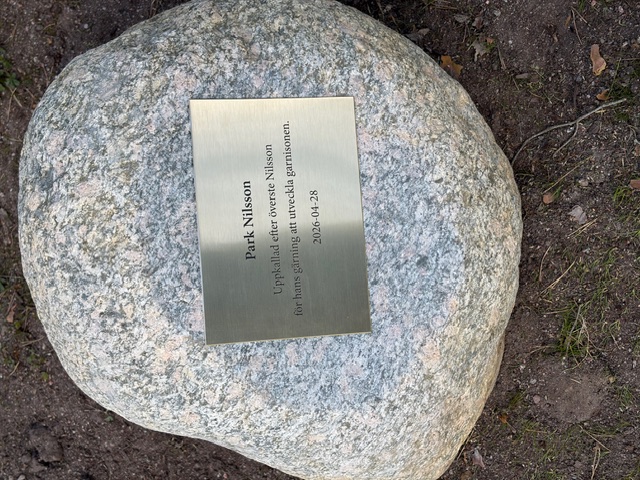 Park Nilsson
Uppkallad efter överste Nilsson
för hans gärning att utveckla garnisonen.
2026-04-28